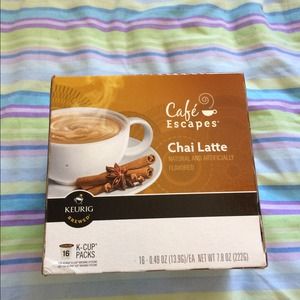 Café
Escapes
Chai Latte
NATURAL AND ARTIFICIALLY
FLAVORED
KEURIG
BREWED
16 K-CUP
PACKS
16 - 0.49 OZ (13.9G)/EA NET WT 7.8 OZ (222G)